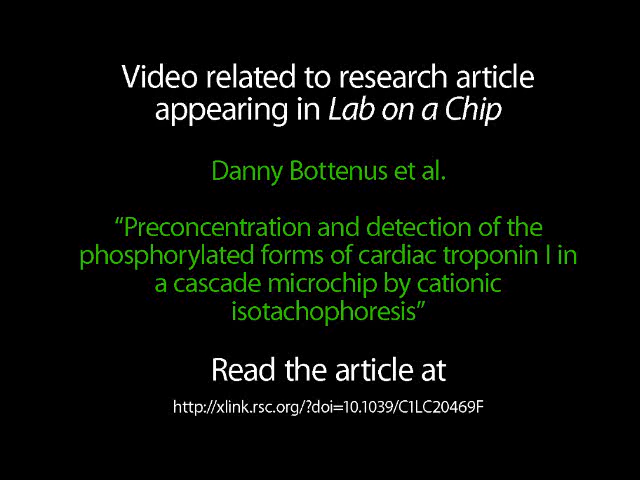 Video related to research article
appearing in Lab on a Chip
Danny Bottenus et al.
“Preconcentration and detection of the
phosphorylated forms of cardiac troponin I in
a cascade microchip by cationic
isotachophoresis”
Read the article at
http://xlink.rsc.org/?doi=10.1039/C1LC20469F